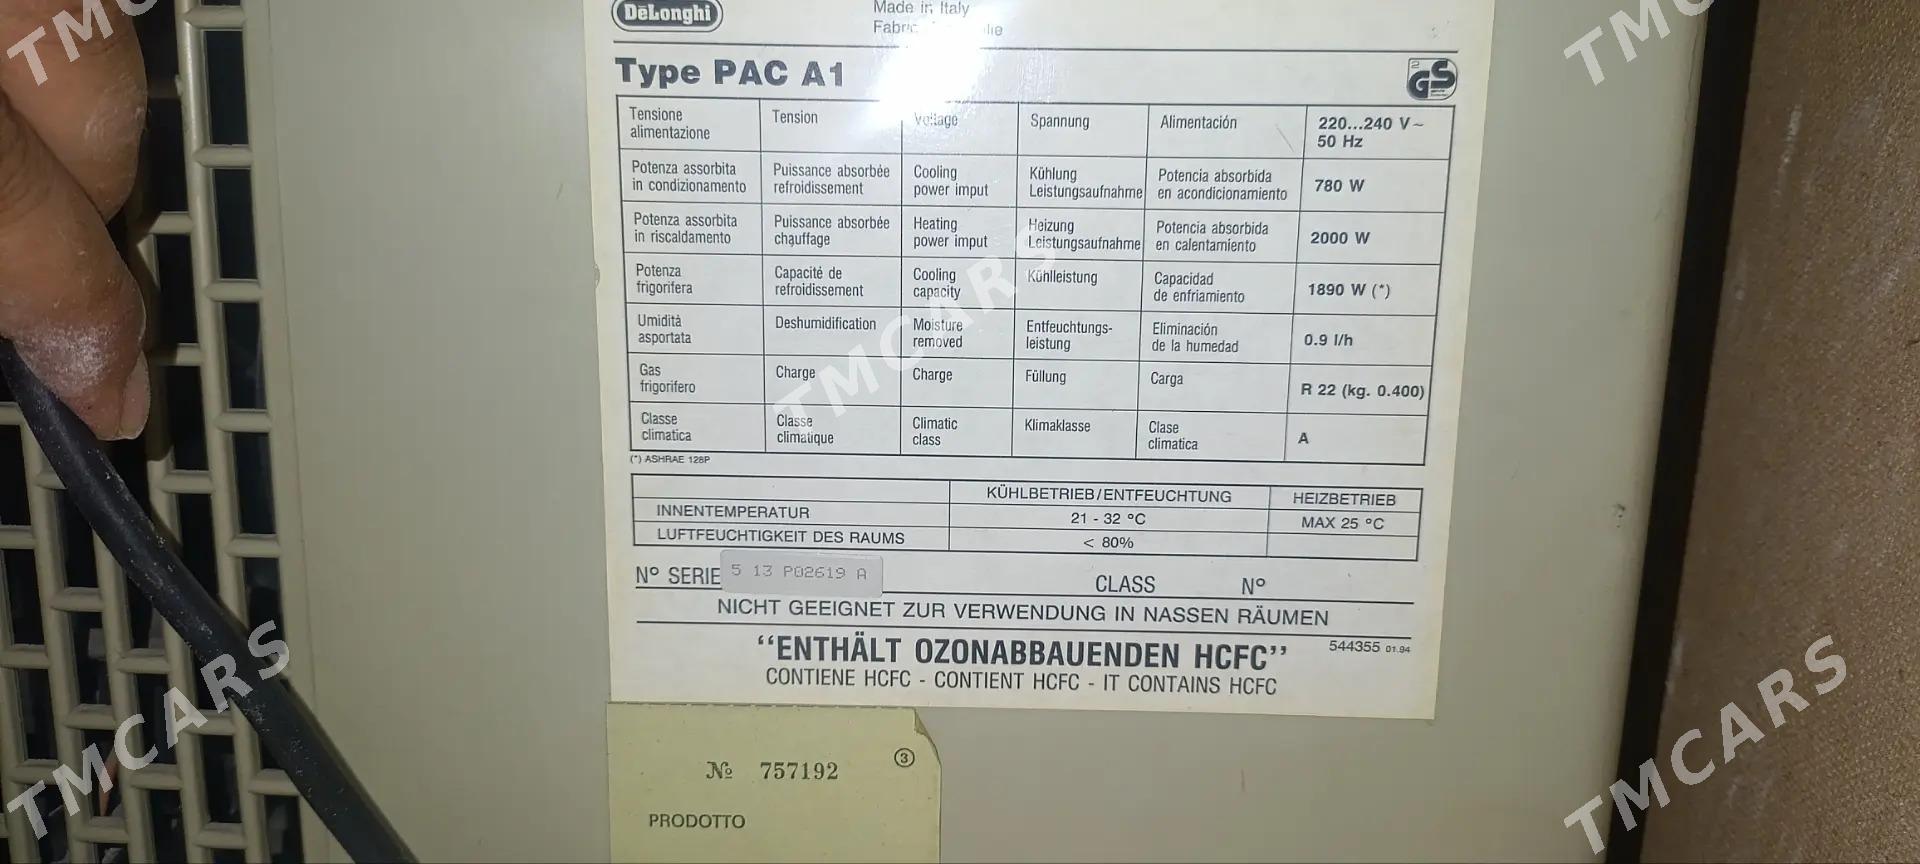 DeLonghi
Made in Italy
Type PAC A1
GS
Tensione alimentazione Tension Voltage Spannung Alimentación 220...240 V~ 50 Hz
Potenza assorbita in condizionamento Puissance absorbée refroidissement Cooling power imput Kühlung Leistungsaufnahme Potencia absorbida en acondicionamiento 780 W
Potenza assorbita in riscaldamento Puissance absorbée chauffage Heating power imput Heizung Leistungsaufnahme Potencia absorbida en calentamiento 2000 W
Potenza frigorifera Capacité de refroidissement Cooling capacity Kühlleistung Capacidad de enfriamiento 1890 W (*)
Umidità asportata Deshumidification Moisture removed Entfeuchtungs-leistung Eliminación de la humedad 0.9 l/h
Gas frigorifero Charge Charge Füllung Carga R 22 (kg. 0.400)
Classe climatica Classe climatique Climatic class Klimaklasse Clase climatica A
(*) ASHRAE 128P
KÜHLBETRIEB/ENTFEUCHTUNG HEIZBETRIEB
INNENTEMPERATUR 21 - 32 °C MAX 25 °C
LUFTFEUCHTIGKEIT DES RAUMS < 80%
N° SERIE 5 13 P02619 A CLASS N°
NICHT GEEIGNET ZUR VERWENDUNG IN NASSEN RÄUMEN
“ENTHÄLT OZONABBAUENDEN HCFC” 544355 01.94
CONTIENE HCFC - CONTIENT HCFC - IT CONTAINS HCFC
№ 757192 3
PRODOTTO
TMCARS
TMCARS
TMCARS
TMCARS
TMCARS